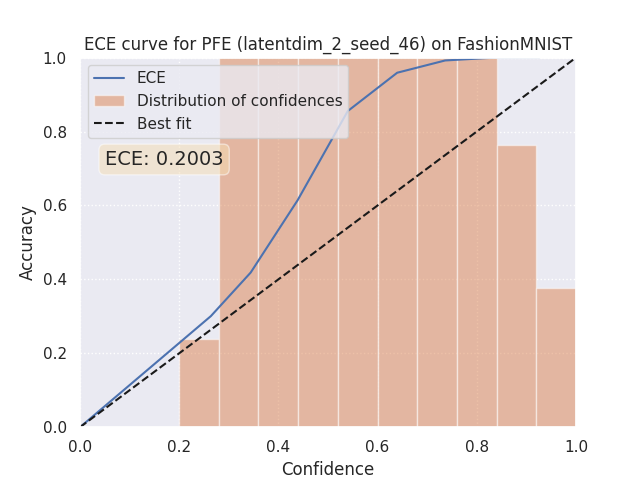 ECE curve for PFE (latentdim_2_seed_46) on FashionMNIST
1.0
0.8
0.6
0.4
0.2
0.0
Accuracy
ECE
Distribution of confidences
Best fit
ECE: 0.2003
0.0 0.2 0.4 0.6 0.8 1.0
Confidence